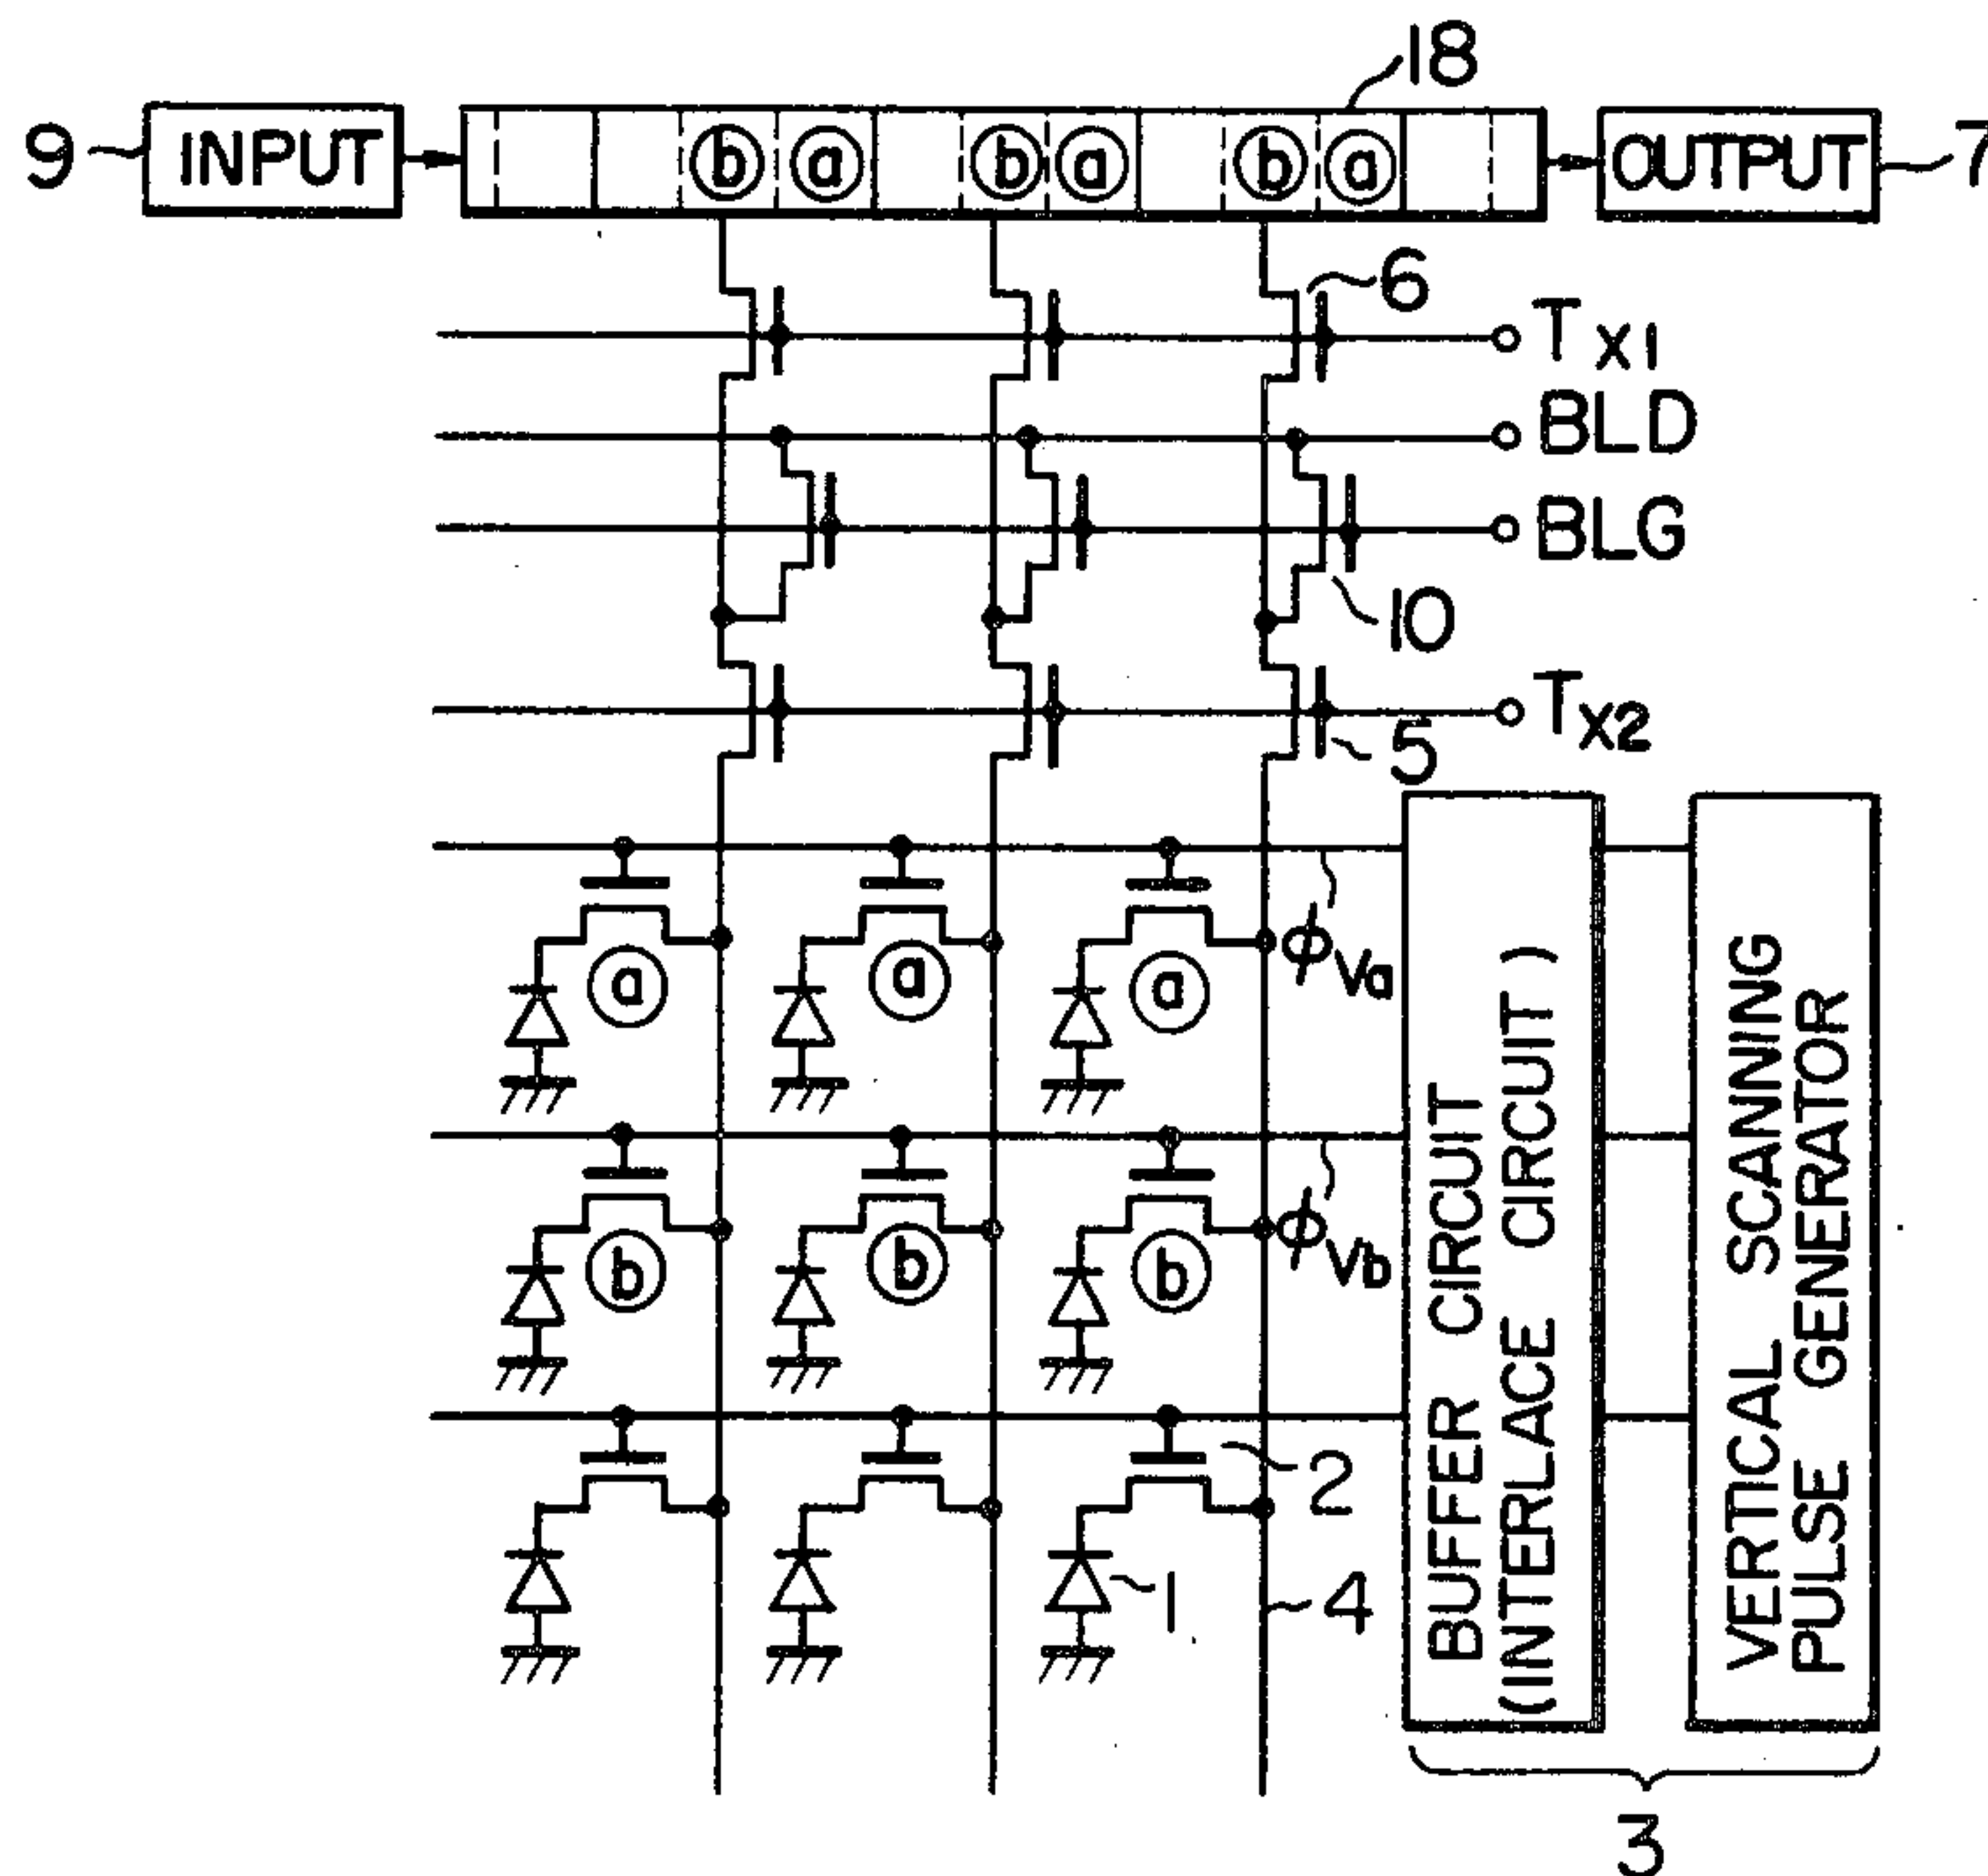 18
9 INPUT ⓑ ⓐ ⓑ ⓐ ⓑ ⓐ OUTPUT 7
6
TX1
BLD
BLG
10
TX2
5
ⓐ ⓐ ⓐ ϕVa
ⓑ ⓑ ⓑ ϕVb
2
1 4
BUFFER CIRCUIT
(INTERLACE CIRCUIT)
VERTICAL SCANNING
PULSE GENERATOR
3